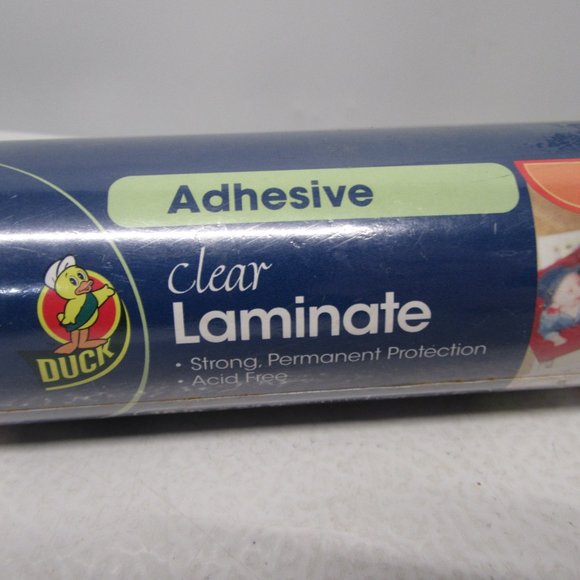 Adhesive
clear
Laminate
• Strong, Permanent Protection
• Acid Free
DUCK